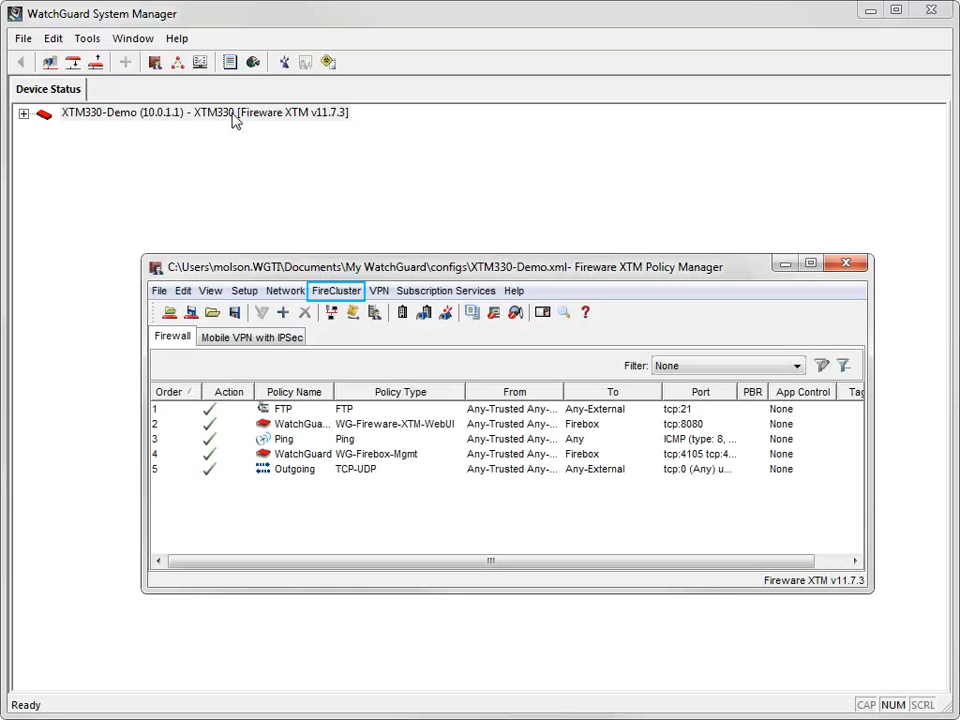 WatchGuard System Manager
File Edit Tools Window Help
Device Status
XTM330-Demo (10.0.1.1) - XTM330 [Fireware XTM v11.7.3]
C:\Users\molson.WGTI\Documents\My WatchGuard\configs\XTM330-Demo.xml- Fireware XTM Policy Manager
File Edit View Setup Network FireCluster VPN Subscription Services Help
Firewall Mobile VPN with IPSec
Filter: None
Order Action Policy Name Policy Type From To Port PBR App Control Tag
1 FTP FTP Any-Trusted Any-... Any-External tcp:21 None
2 WatchGua... WG-Fireware-XTM-WebUI Any-Trusted Any-... Firebox tcp:8080 None
3 Ping Ping Any-Trusted Any-... Any ICMP (type: 8, ... None
4 WatchGuard WG-Firebox-Mgmt Any-Trusted Any-... Firebox tcp:4105 tcp:4... None
5 Outgoing TCP-UDP Any-Trusted Any-... Any-External tcp:0 (Any) u... None
Fireware XTM v11.7.3
Ready CAP NUM SCRL